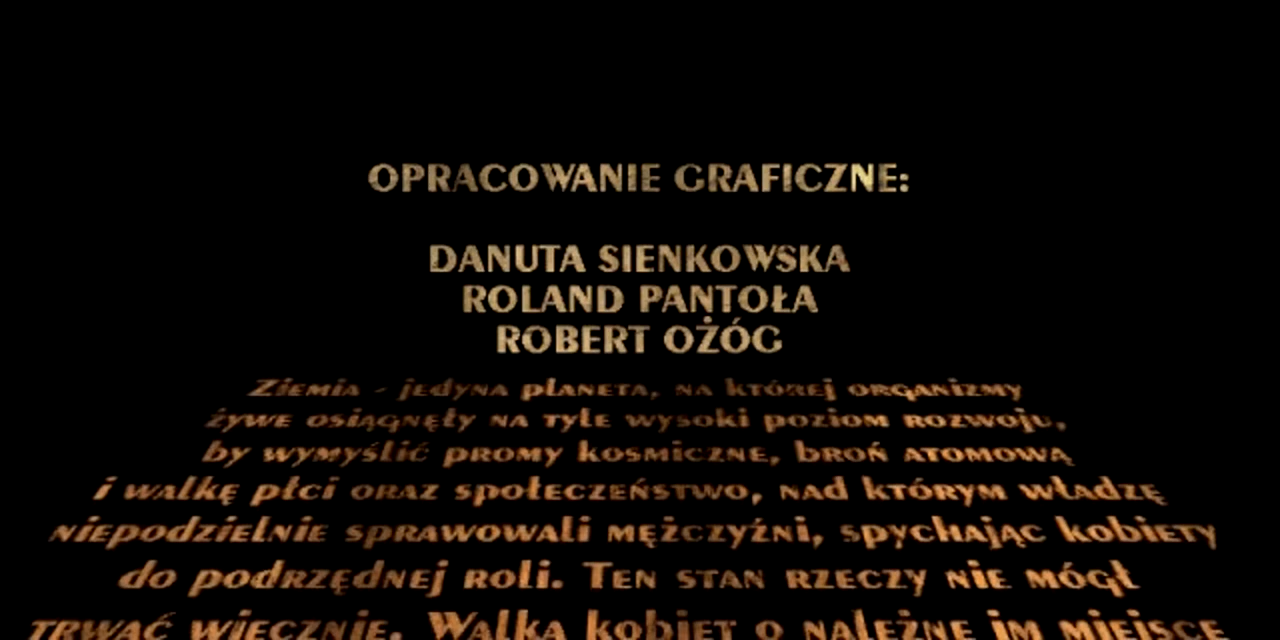 OPRACOWANIE GRAFICZNE:
DANUTA SIENKOWSKA
ROLAND PANTOŁA
ROBERT OŻÓG
Ziemia - jedyna planeta, na której organizmy
żywe osiągnęły na tyle wysoki poziom rozwoju,
by wymyślić promy kosmiczne, broń atomową
i walkę płci oraz społeczeństwo, nad którym władzę
niepodzielnie sprawowali mężczyźni, spychając kobiety
do podrzędnej roli. Ten stan rzeczy nie mógł
trwać wiecznie. Walka kobiet o należne im miejsce